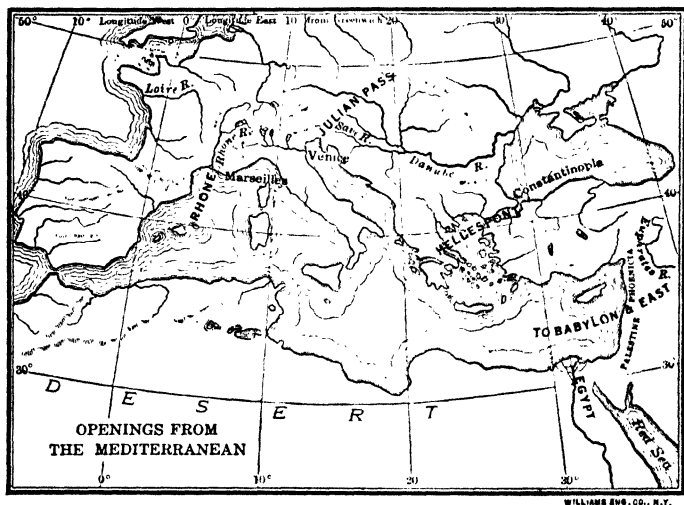 50° 10° Longitude West 0 Longitude East 10 from Greenwich 20 30 40 50°
Loire R.
JULIAN PASS
Rhone R.
Save R.
Venice
Danube R.
Marseilles
RHONE
Constantinople
40
HELLESPONT
Euphrates R.
PHOENICIA
PALESTINE
TO BABYLON EAST
30°
30
D E S E R T
EGYPT
Red Sea
OPENINGS FROM
THE MEDITERRANEAN
0° 10° 20° 30°
WILLIAMS ENG. CO., N.Y.